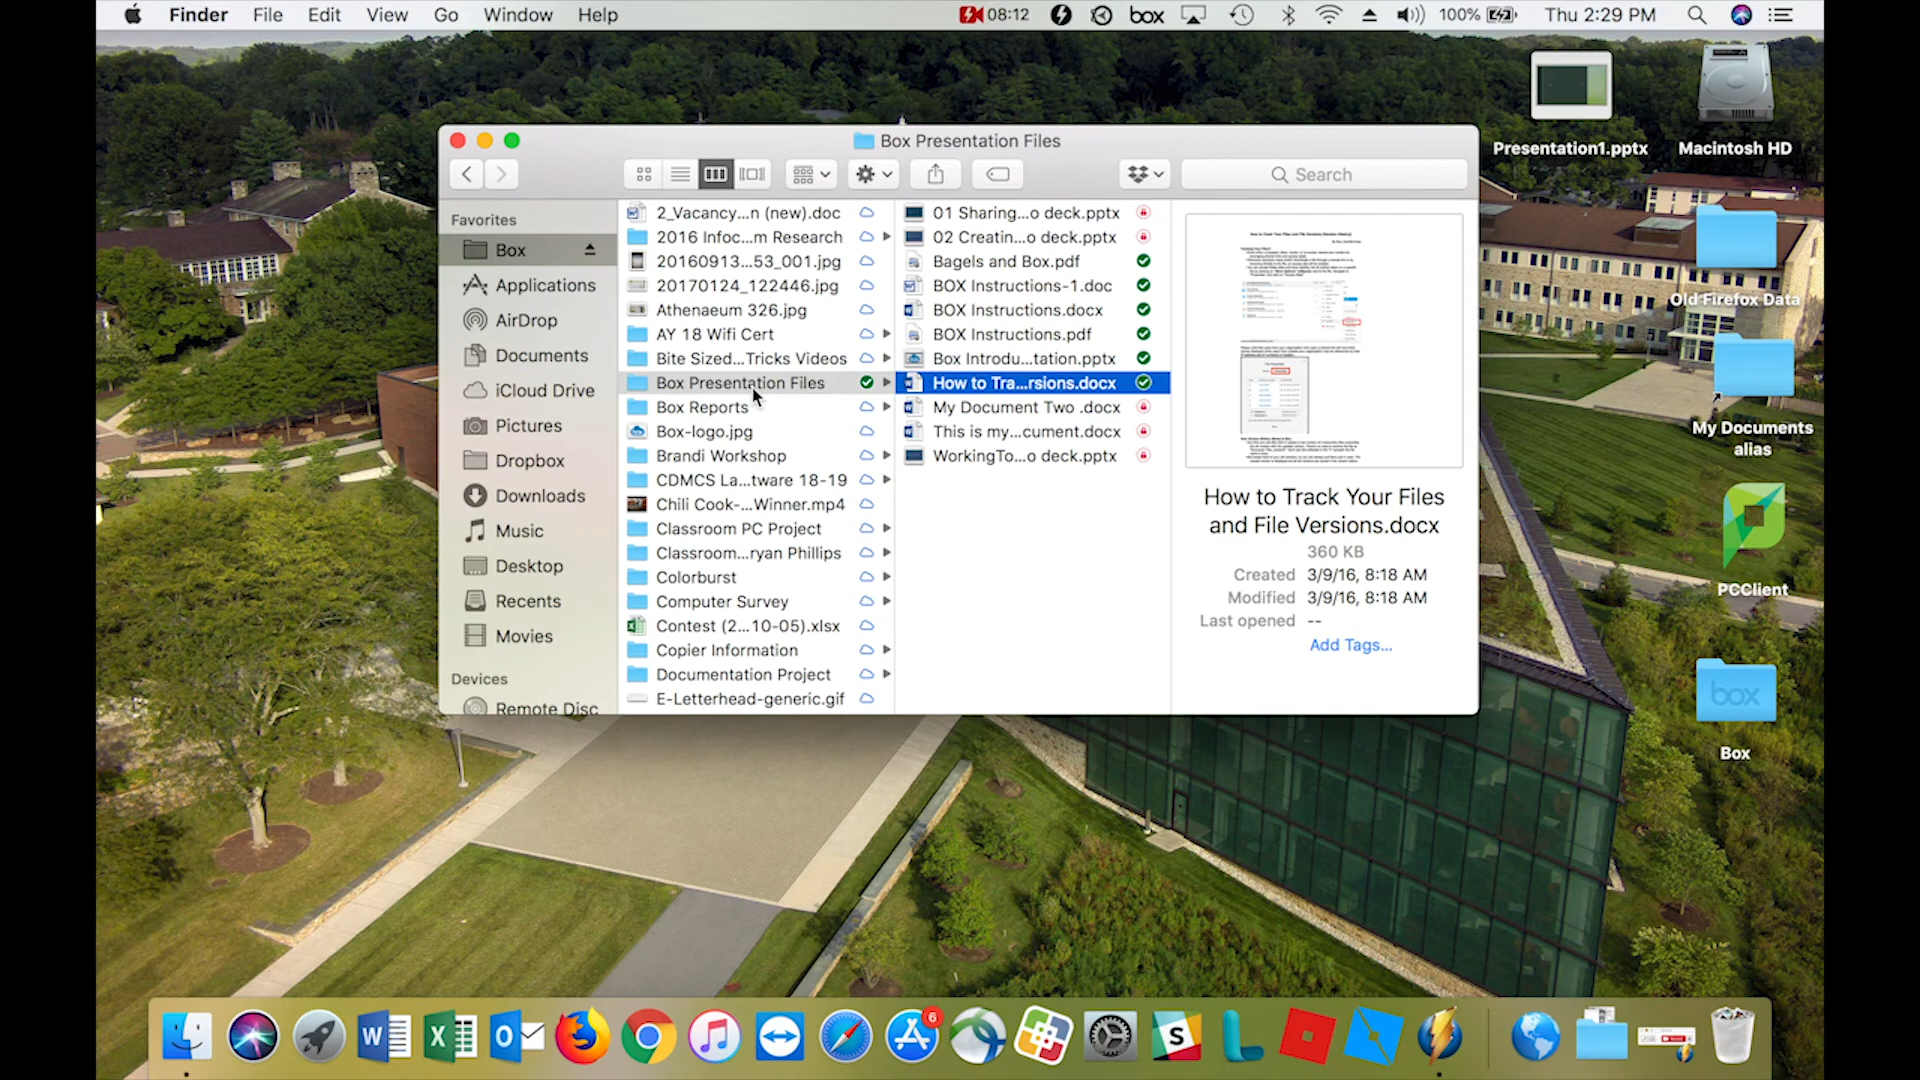 Finder File Edit View Go Window Help 08:12 box 100% Thu 2:29 PM
Presentation1.pptx
Macintosh HD
Old Firefox Data
My Documents
alias
PCClient
box
Box
Box Presentation Files
Search
Favorites
Box
Applications
AirDrop
Documents
iCloud Drive
Pictures
Dropbox
Downloads
Music
Desktop
Recents
Movies
Devices
Remote Disc
2_Vacancy...n (new).doc
2016 Infoc...m Research
20160913...53_001.jpg
20170124_122446.jpg
Athenaeum 326.jpg
AY 18 Wifi Cert
Bite Sized...Tricks Videos
Box Presentation Files
Box Reports
Box-logo.jpg
Brandi Workshop
CDMCS La...tware 18-19
Chili Cook-...Winner.mp4
Classroom PC Project
Classroom...ryan Phillips
Colorburst
Computer Survey
Contest (2...10-05).xlsx
Copier Information
Documentation Project
E-Letterhead-generic.gif
01 Sharing...o deck.pptx
02 Creatin...o deck.pptx
Bagels and Box.pdf
BOX Instructions-1.doc
BOX Instructions.docx
BOX Instructions.pdf
Box Introdu...tation.pptx
How to Tra...rsions.docx
My Document Two .docx
This is my...cument.docx
WorkingTo...o deck.pptx
How to Track Your Files
and File Versions.docx
360 KB
Created 3/9/16, 8:18 AM
Modified 3/9/16, 8:18 AM
Last opened --
Add Tags...
6